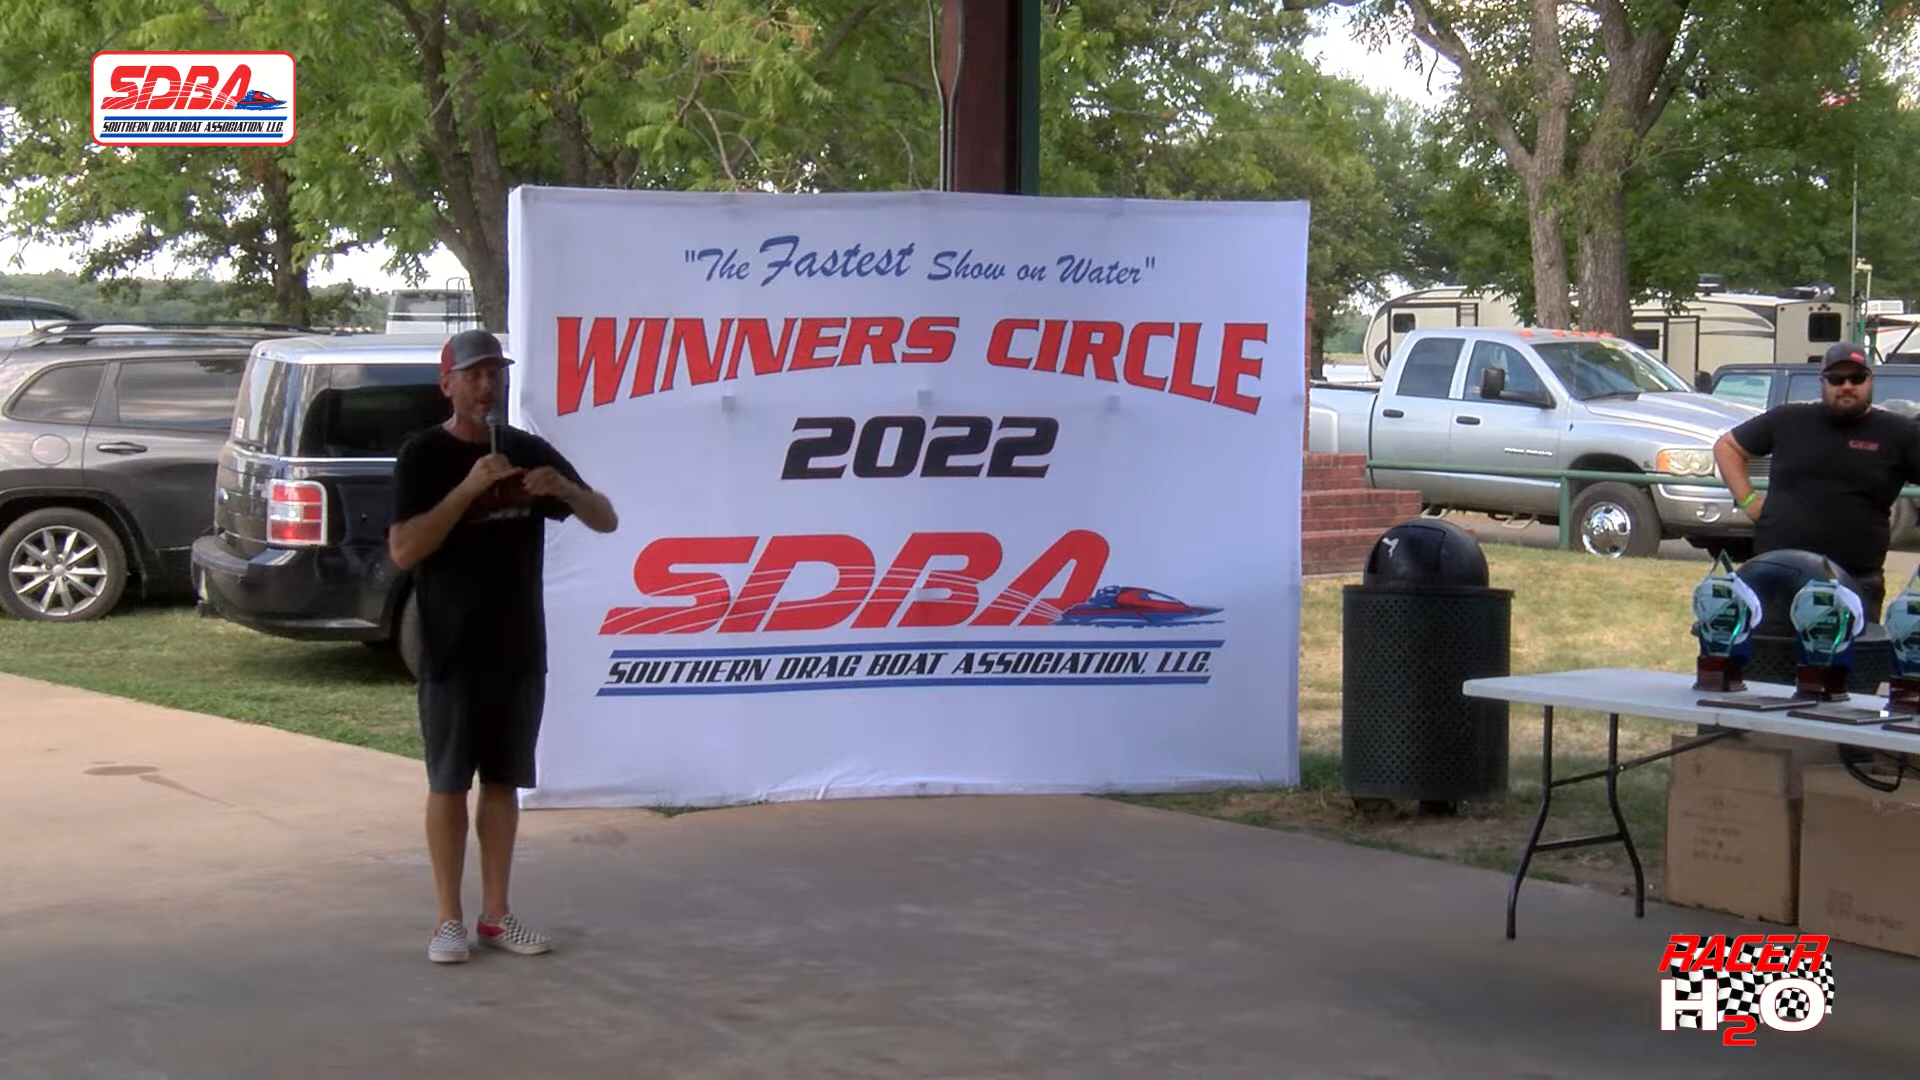 SDBA
SOUTHERN DRAG BOAT ASSOCIATION, LLC.
"The Fastest Show on Water"
WINNERS CIRCLE
2022
SDBA
SOUTHERN DRAG BOAT ASSOCIATION, LLC.
RACER
H2O